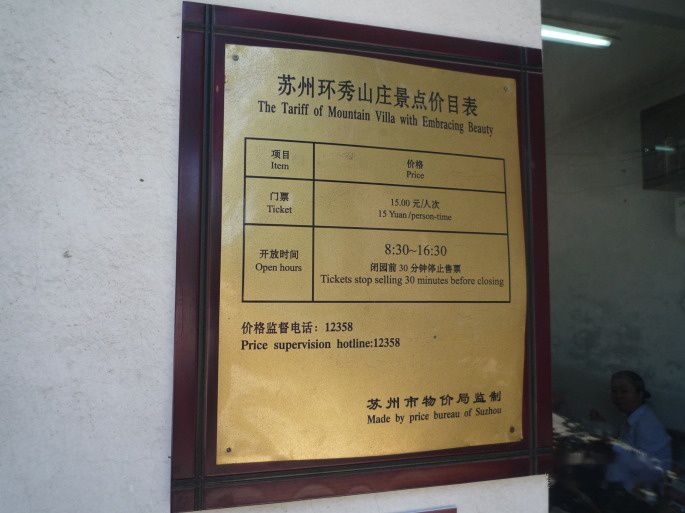 苏州环秀山庄景点价目表
The Tariff of Mountain Villa with Embracing Beauty
项目
Item
价格
Price
门票
Ticket
15.00 元/人次
15 Yuan/person-time
开放时间
Open hours
8:30~16:30
闭园前 30 分钟停止售票
Tickets stop selling 30 minutes before closing
价格监督电话：12358
Price supervision hotline:12358
苏州市物价局监制
Made by price bureau of Suzhou